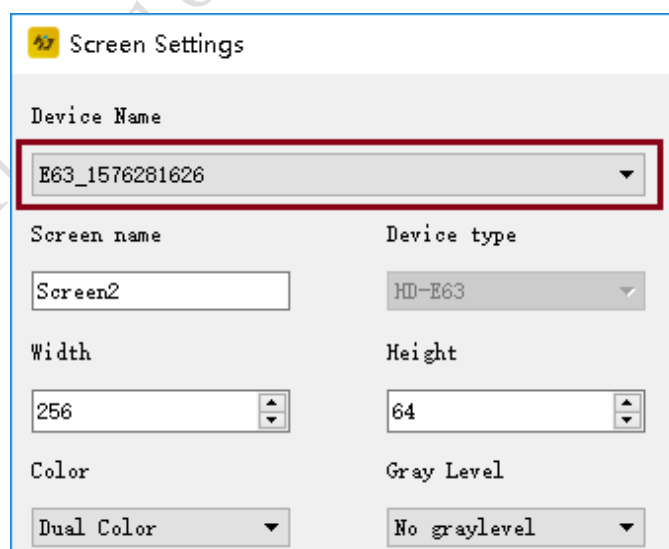 Screen Settings
Device Name
E63_1576281626
Screen name Device type
Screen2 HD-E63
Width Height
256 64
Color Gray Level
Dual Color No graylevel